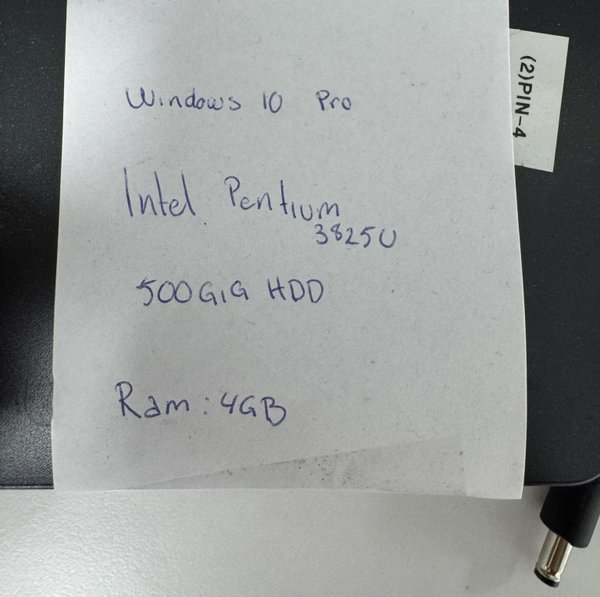 Windows 10 Pro
Intel Pentium
3825U
500GiG HDD
Ram: 4GB
(2)PIN-4